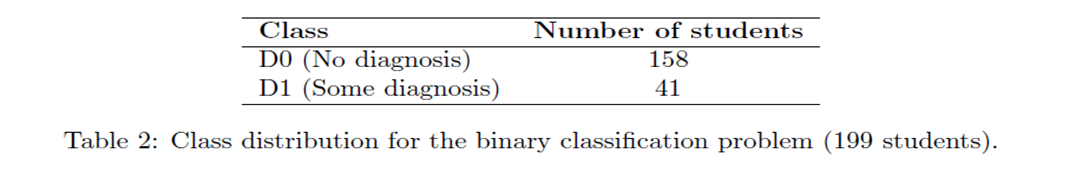 Class Number of students
D0 (No diagnosis) 158
D1 (Some diagnosis) 41
Table 2: Class distribution for the binary classification problem (199 students).